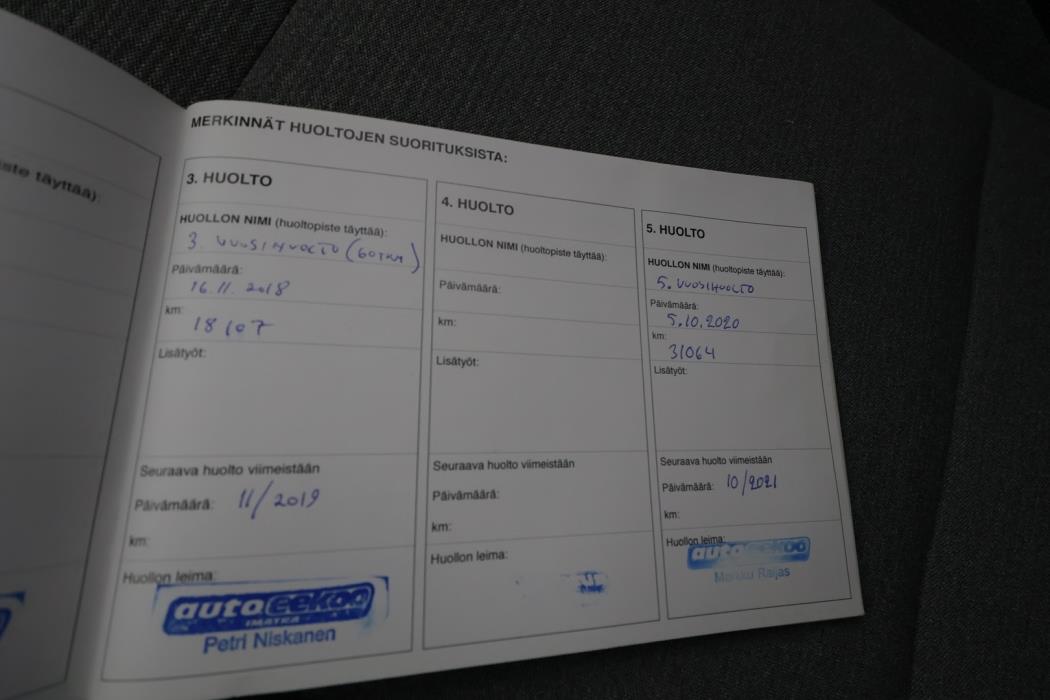 iste täyttää):
MERKINNÄT HUOLTOJEN SUORITUKSISTA:
3. HUOLTO
HUOLLON NIMI (huoltopiste täyttää):
3. VUOSIHUOLTO (60TKM)
Päivämäärä:
16.11.2018
km:
18107
Lisätyöt:
Seuraava huolto viimeistään
Päivämäärä: 11/2019
km:
Huollon leima:
autoeekoo
IMATRA
Petri Niskanen
4. HUOLTO
HUOLLON NIMI (huoltopiste täyttää):
Päivämäärä:
km:
Lisätyöt:
Seuraava huolto viimeistään
Päivämäärä:
km:
Huollon leima:
5. HUOLTO
HUOLLON NIMI (huoltopiste täyttää):
5. VUOSIHUOLTO
Päivämäärä:
5.10.2020
km:
31064
Lisätyöt:
Seuraava huolto viimeistään
Päivämäärä: 10/2021
km:
Huollon leima:
autoeekoo
Markku Raijas